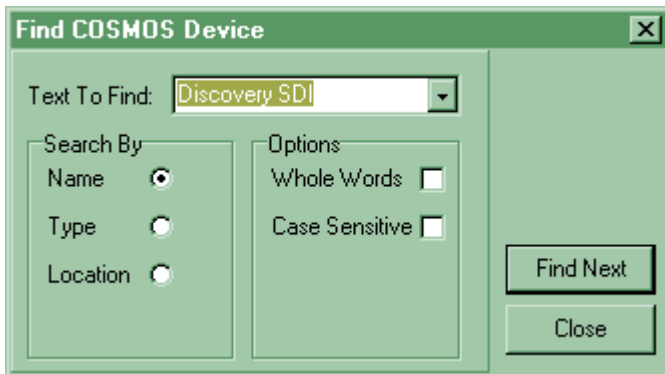 Find COSMOS Device
Text To Find: Discovery SDI
Search By
Name
Type
Location
Options
Whole Words
Case Sensitive
Find Next
Close